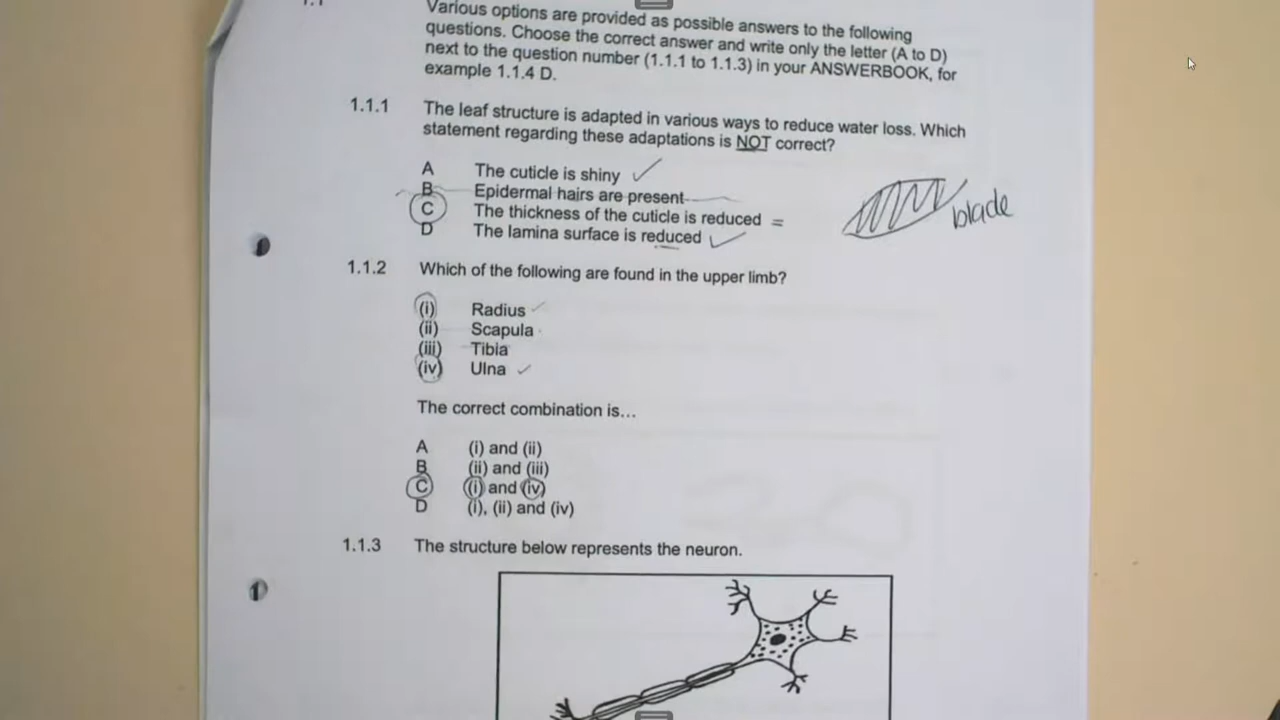 1.1
Various options are provided as possible answers to the following
questions. Choose the correct answer and write only the letter (A to D)
next to the question number (1.1.1 to 1.1.3) in your ANSWERBOOK, for
example 1.1.4 D.
1.1.1 The leaf structure is adapted in various ways to reduce water loss. Which
statement regarding these adaptations is NOT correct?
A The cuticle is shiny
B Epidermal hairs are present
C The thickness of the cuticle is reduced =
D The lamina surface is reduced
blade
1.1.2 Which of the following are found in the upper limb?
(i) Radius
(ii) Scapula
(iii) Tibia
(iv) Ulna
The correct combination is...
A (i) and (ii)
B (ii) and (iii)
C (i) and (iv)
D (i), (ii) and (iv)
1.1.3 The structure below represents the neuron.